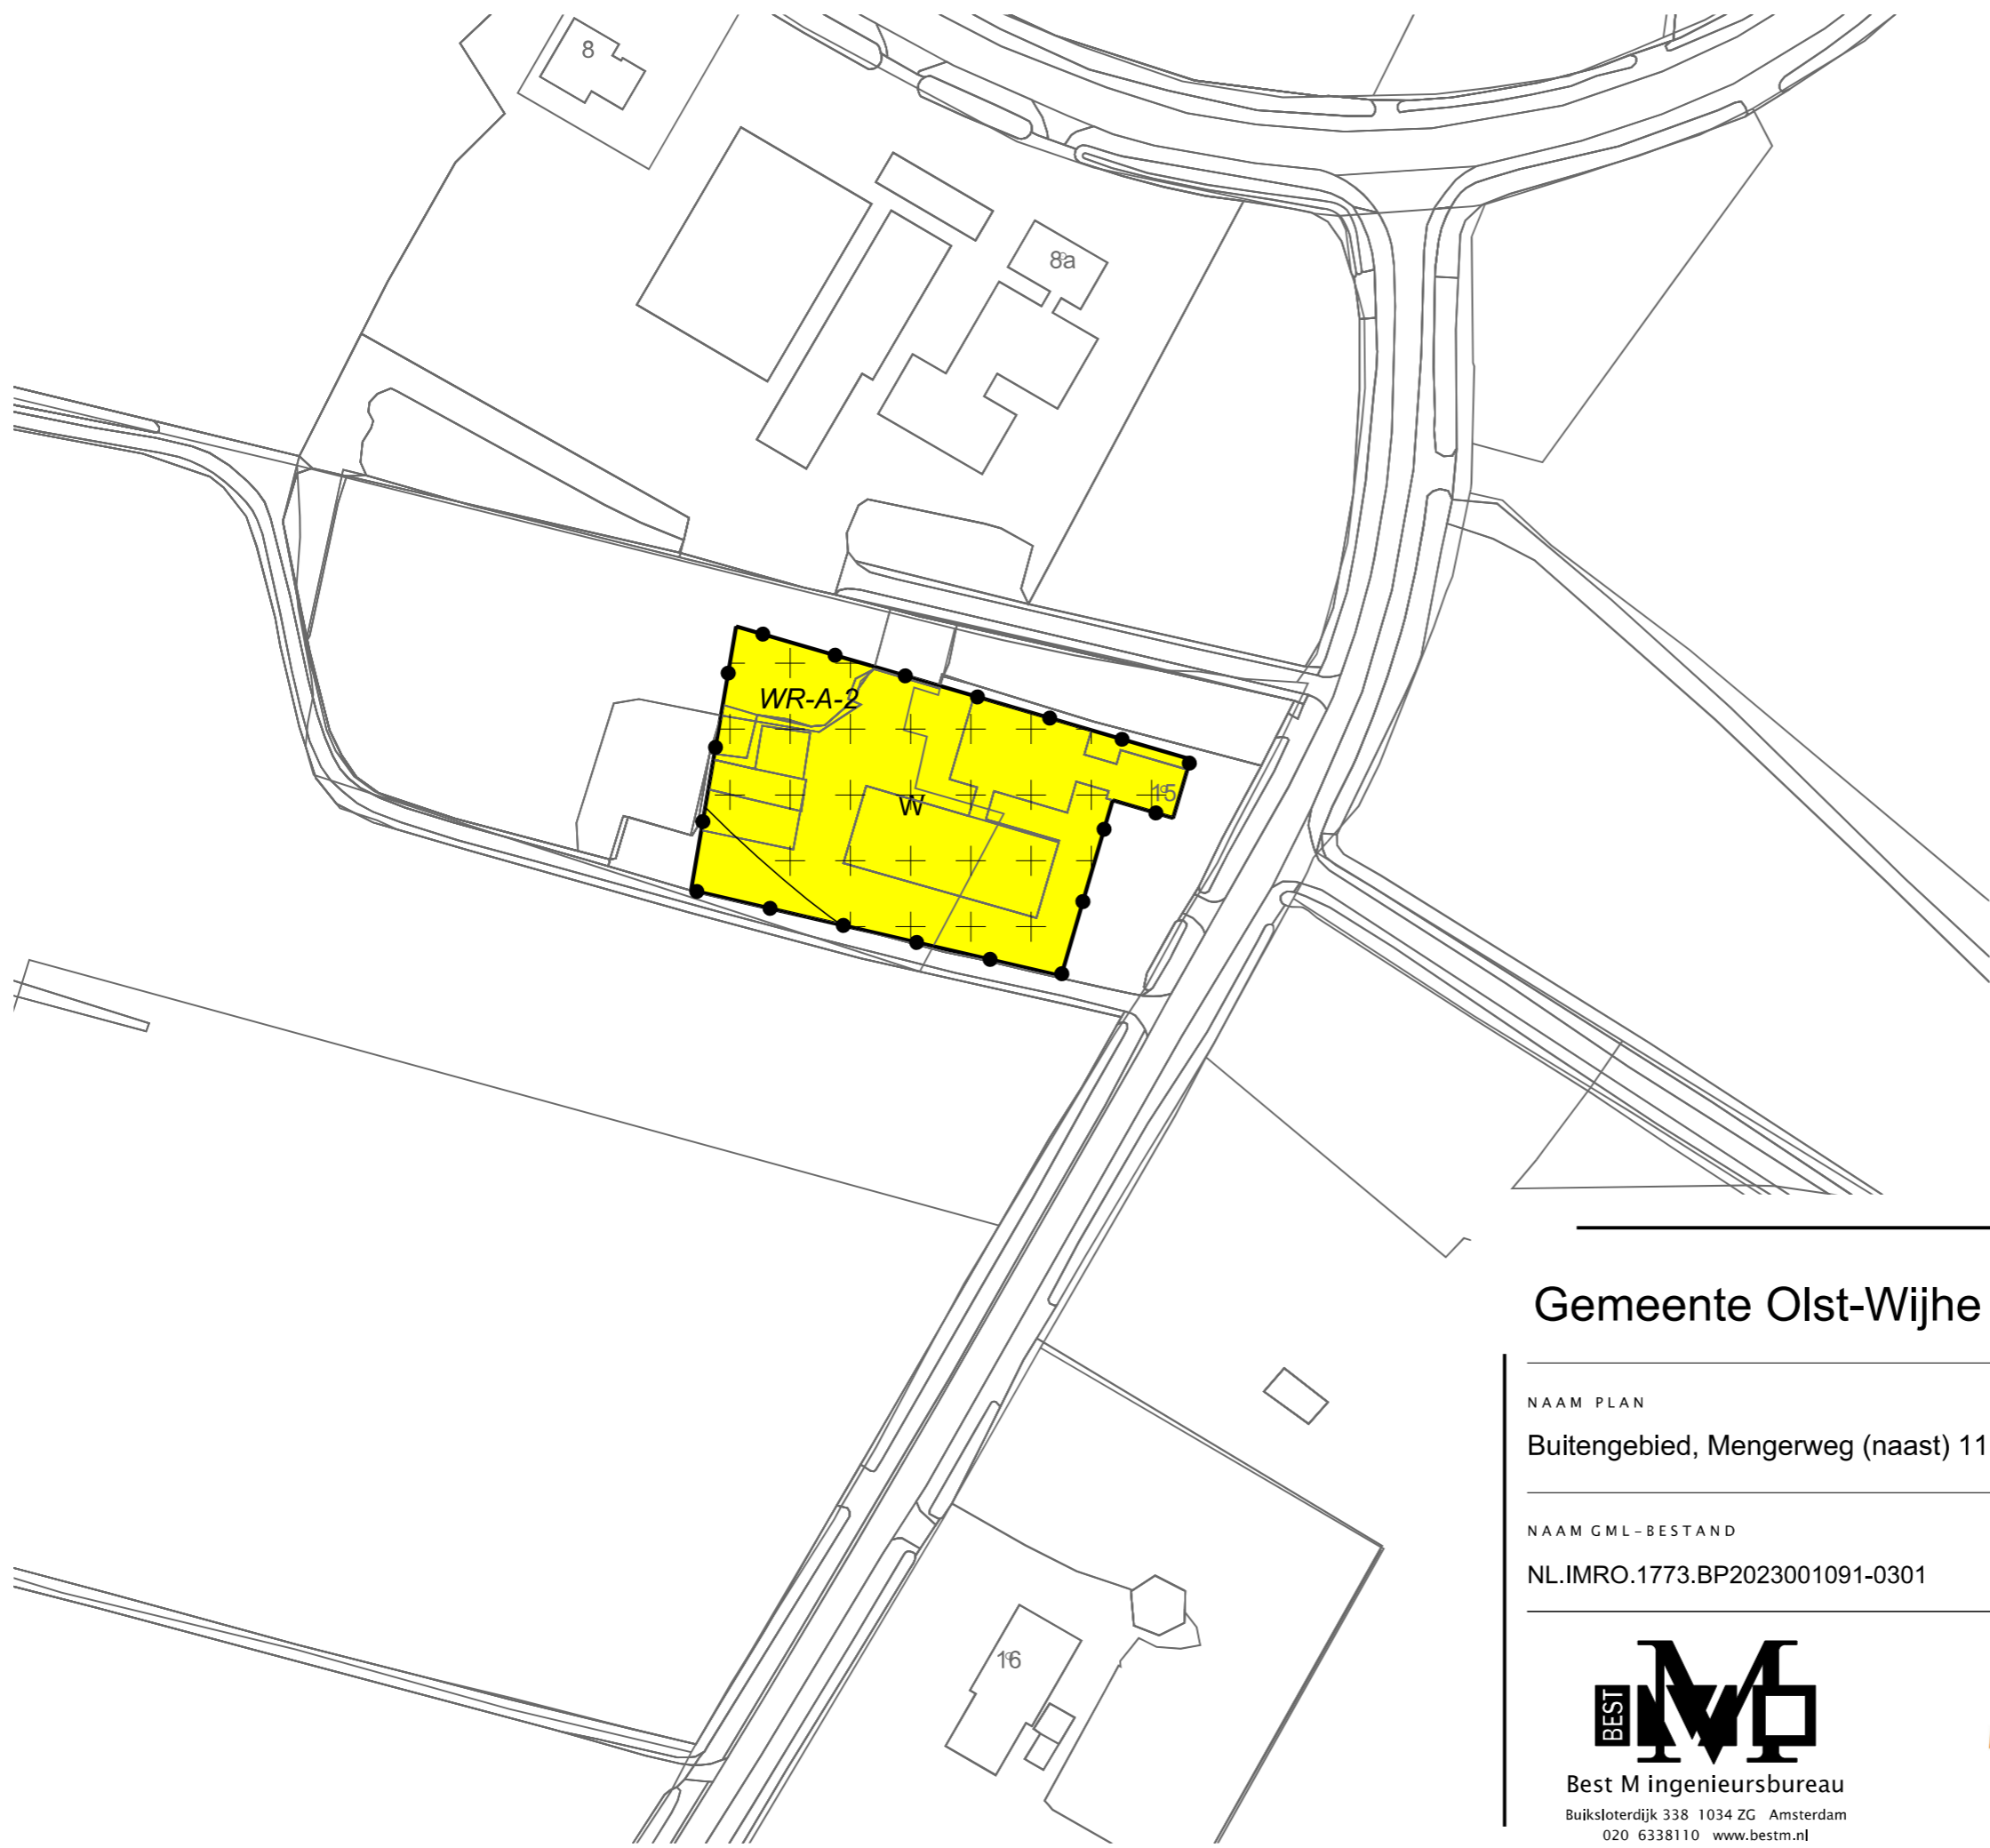 8
8a
WR-A-2
W
15
Gemeente Olst-Wijhe
NAAM PLAN
Buitengebied, Mengerweg (naast) 11
NAAM GML-BESTAND
NL.IMRO.1773.BP2023001091-0301
16
BEST
M
Best M ingenieursbureau
Buiksloterdijk 338 1034 ZG Amsterdam
020 6338110 www.bestm.nl